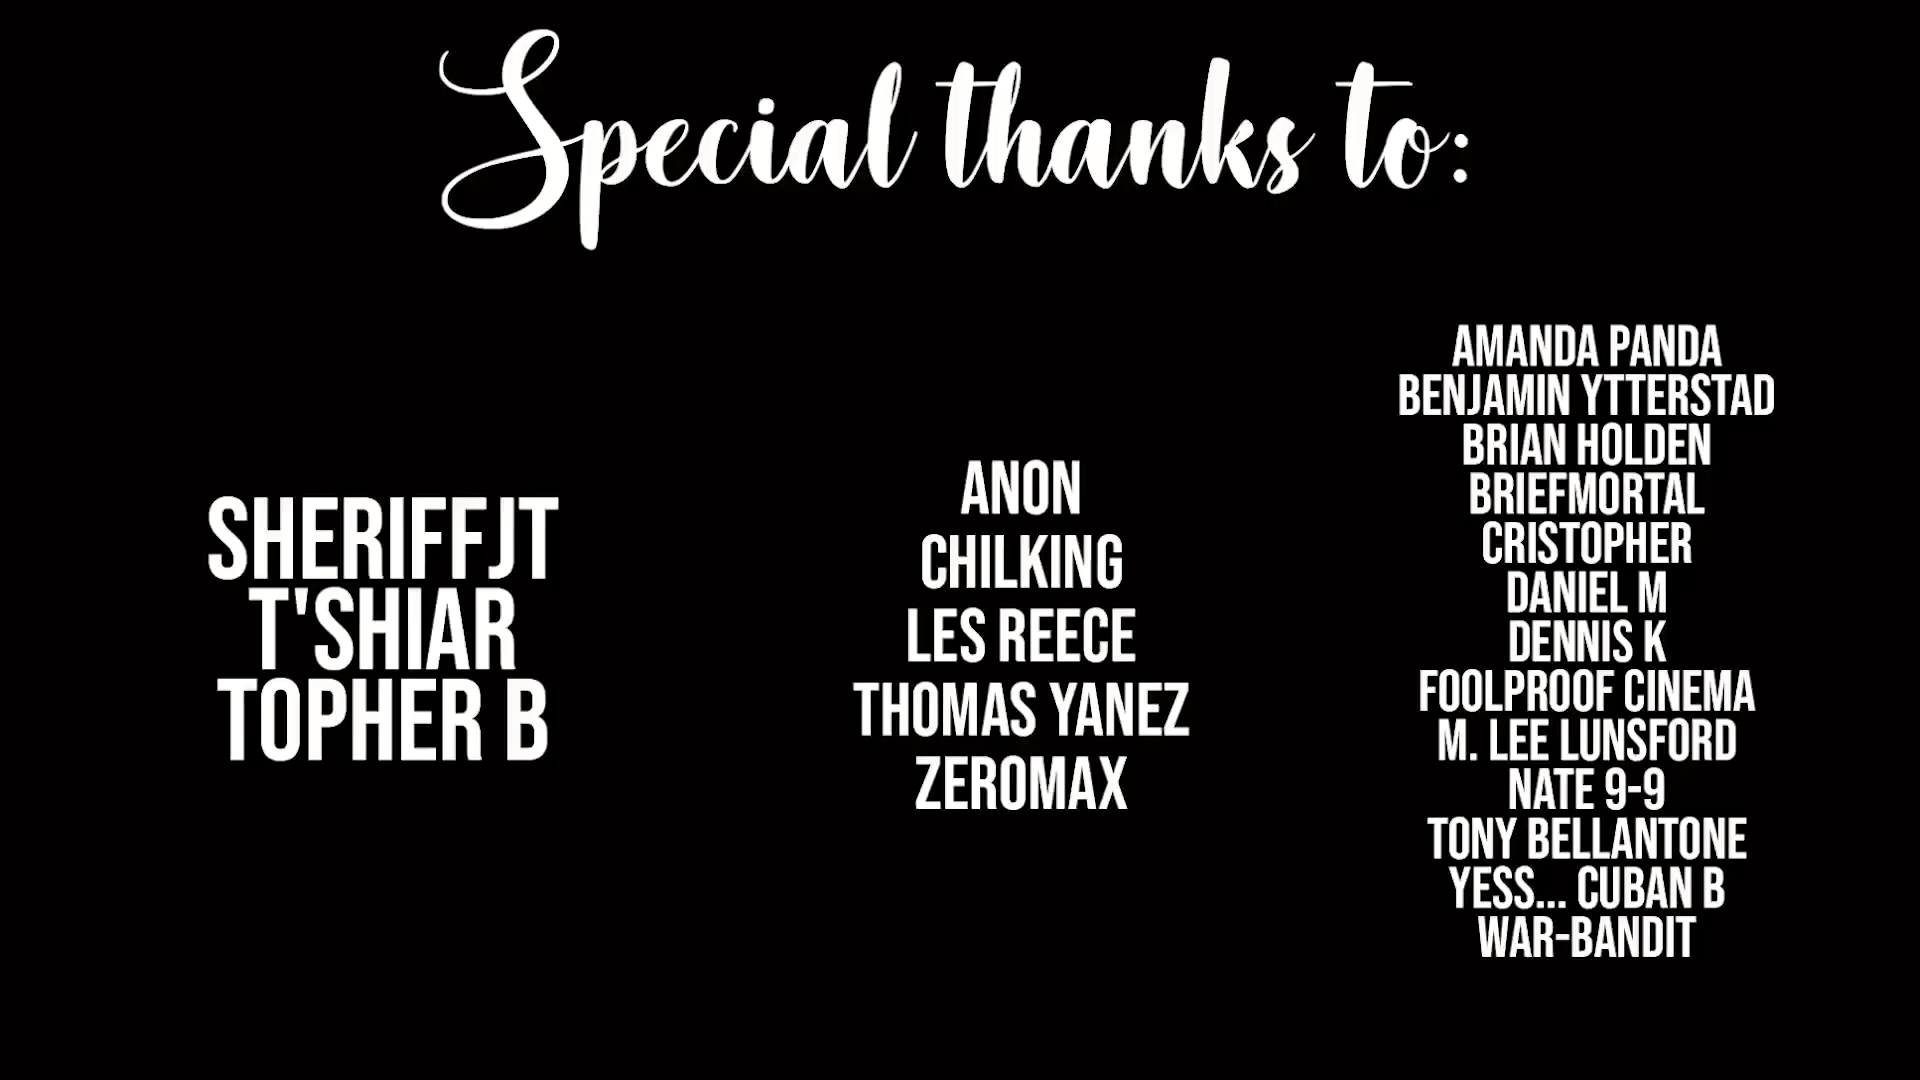 Special thanks to:
SHERIFFJT
T'SHIAR
TOPHER B
ANON
CHILKING
LES REECE
THOMAS YANEZ
ZEROMAX
AMANDA PANDA
BENJAMIN YTTERSTAD
BRIAN HOLDEN
BRIEFMORTAL
CRISTOPHER
DANIEL M
DENNIS K
FOOLPROOF CINEMA
M. LEE LUNSFORD
NATE 9-9
TONY BELLANTONE
YESS... CUBAN B
WAR-BANDIT